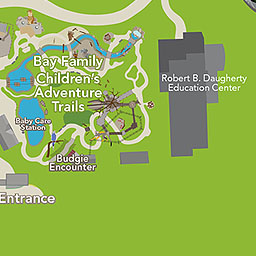 Bay Family
Children's
Adventure
Trails
Robert B. Daugherty
Education Center
Baby Care
Station
Budgie
Encounter
Entrance